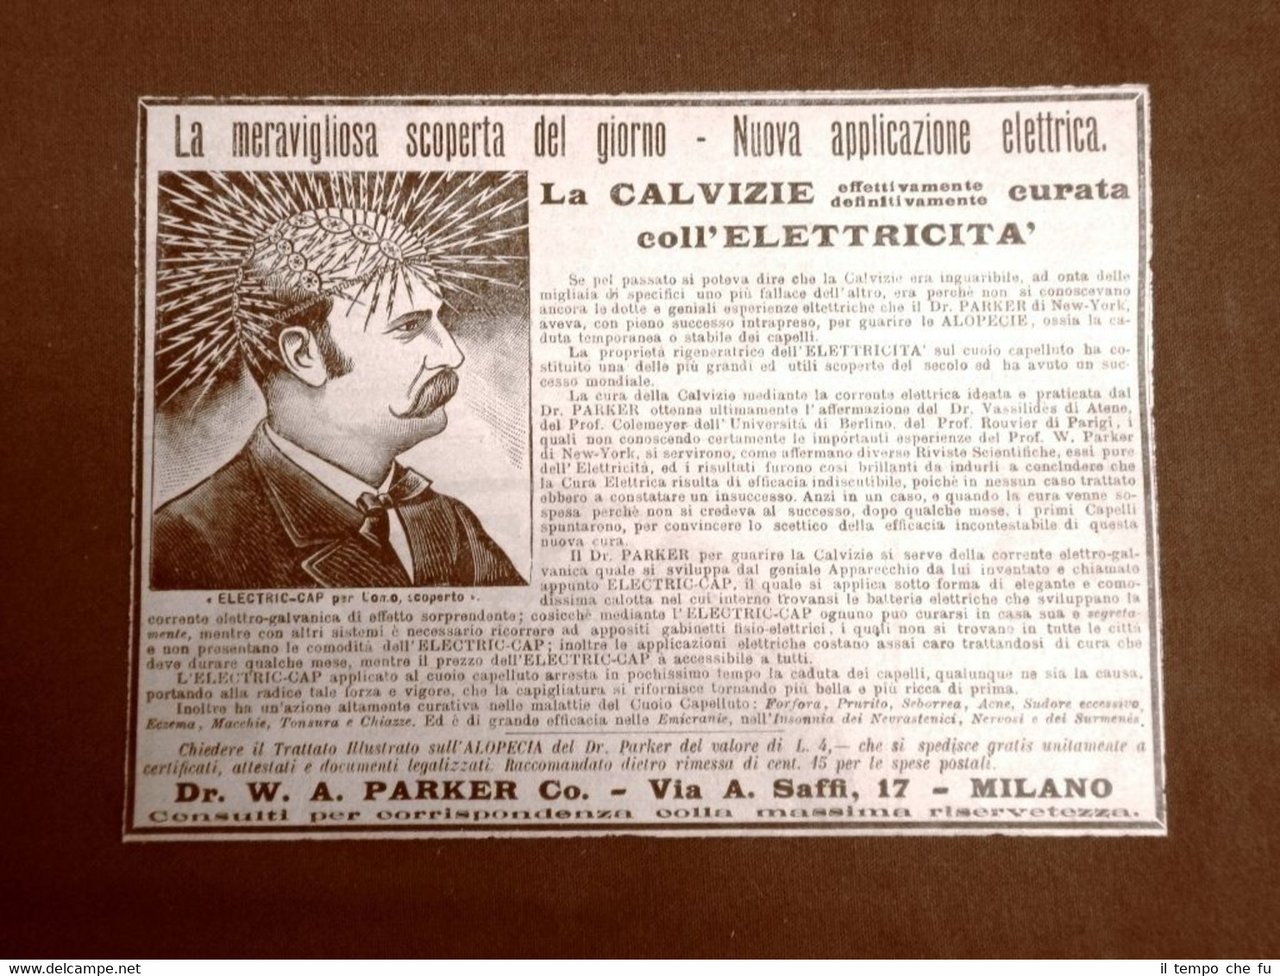 La meravigliosa scoperta del giorno - Nuova applicazione elettrica.
La CALVIZIE effettivamente definitivamente curata
coll'ELETTRICITA'
Se pel passato si poteva dire che la Calvizie era inguaribile, ad onta delle
migliaia di specifici uno più fallace dell'altro, era perchè non si conoscevano
ancora le dotte e geniali esperienze elettriche che il Dr. PARKER di New-York,
aveva, con pieno successo intrapreso, per guarire le ALOPECIE, ossia la ca-
duta temporanea o stabile dei capelli.
La proprietà rigeneratrice dell'ELETTRICITA' sul cuoio capelluto ha co-
stituito una delle più grandi ed utili scoperte del secolo ed ha avuto un suc-
cesso mondiale.
La cura della Calvizie mediante la corrente elettrica ideata e praticata dal
Dr. PARKER ottenne ultimamente l'affermazione del Dr. Vassilides di Atene,
del Prof. Colemeyer dell'Università di Berlino, del Prof. Rouvier di Parigi, i
quali non conoscendo certamente le importanti esperienze del Prof. W. Parker
di New-York, si servirono, come affermano diverse Riviste Scientifiche, essi pure
dell'Elettricità, ed i risultati furono così brillanti da indurli a concludere che
la Cura Elettrica risulta di efficacia indiscutibile, poichè in nessun caso trattato
ebbero a constatare un insuccesso. Anzi in un caso, e quando la cura venne so-
spesa perchè non si credeva al successo, dopo qualche mese, i primi Capelli
spuntarono, per convincere lo scettico della efficacia incontestabile di questa
nuova cura.
Il Dr. PARKER per guarire la Calvizie si serve della corrente elettro-gal-
vanica quale si sviluppa dal geniale Apparecchio da lui inventato e chiamato
appunto ELECTRIC-CAP, il quale si applica sotto forma di elegante e como-
dissima calotta nel cui interno trovansi le batterie elettriche che sviluppano la
« ELECTRIC-CAP per Uomo, scoperto ».
corrente elettro-galvanica di effetto sorprendente; cosicchè mediante l'ELECTRIC-CAP ognuno può curarsi in casa sua e segreta-
mente, mentre con altri sistemi è necessario ricorrere ad appositi gabinetti fisio-elettrici, i quali non si trovano in tutte le città
e non presentano le comodità dell'ELECTRIC-CAP; inoltre le applicazioni elettriche costano assai caro trattandosi di cura che
deve durare qualche mese, mentre il prezzo dell'ELECTRIC-CAP à accessibile a tutti.
L'ELECTRIC-CAP applicato al cuoio capelluto arresta in pochissimo tempo la caduta dei capelli, qualunque ne sia la causa,
portando alla radice tale forza e vigore, che la capigliatura si rifornisce tornando più bella e più ricca di prima.
Inoltre ha un'azione altamente curativa nelle malattie del Cuoio Capelluto: Forfora, Prurito, Seborrea, Acne, Sudore eccessivo,
Eczema, Macchie, Tonsura e Chiazze. Ed è di grande efficacia nelle Emicranie, nell'Insonnia dei Nevrastenici, Nervosi e dei Surmenés.
Chiedere il Trattato Illustrato sull'ALOPECIA del Dr. Parker del valore di L. 4,— che si spedisce gratis unitamente a
certificati, attestati e documenti legalizzati. Raccomandato dietro rimessa di cent. 15 per le spese postali.
Dr. W. A. PARKER Co. - Via A. Saffi, 17 - MILANO
Consulti per corrispondenza colla massima riservetezza.
il tempo che fu